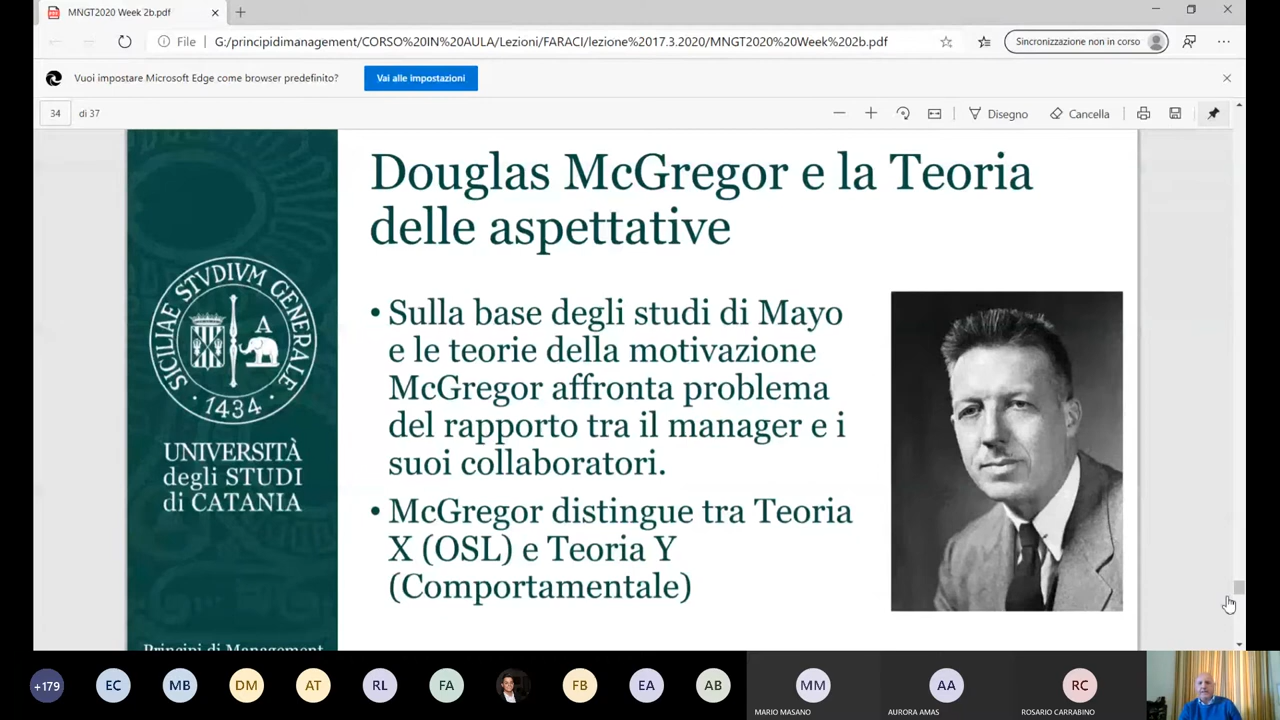 MNGT2020 Week 2b.pdf
File
G:/principidimanagement/CORSO%20IN%20AULA/Lezioni/FARACI/lezione%2017.3.2020/MNGT2020%20Week%202b.pdf
Sincronizzazione non in corso
Vuoi impostare Microsoft Edge come browser predefinito?
Vai alle impostazioni
34 di 37
Disegno
Cancella
Douglas McGregor e la Teoria
delle aspettative
SICILIAE STVDIVM GENERALE
A
1434
UNIVERSITÀ
degli STUDI
di CATANIA
• Sulla base degli studi di Mayo
e le teorie della motivazione
McGregor affronta problema
del rapporto tra il manager e i
suoi collaboratori.
• McGregor distingue tra Teoria
X (OSL) e Teoria Y
(Comportamentale)
Principi di Management
+179
EC
MB
DM
AT
RL
FA
FB
EA
AB
MM
AA
RC
MARIO MASANO
AURORA AMAS
ROSARIO CARRABINO